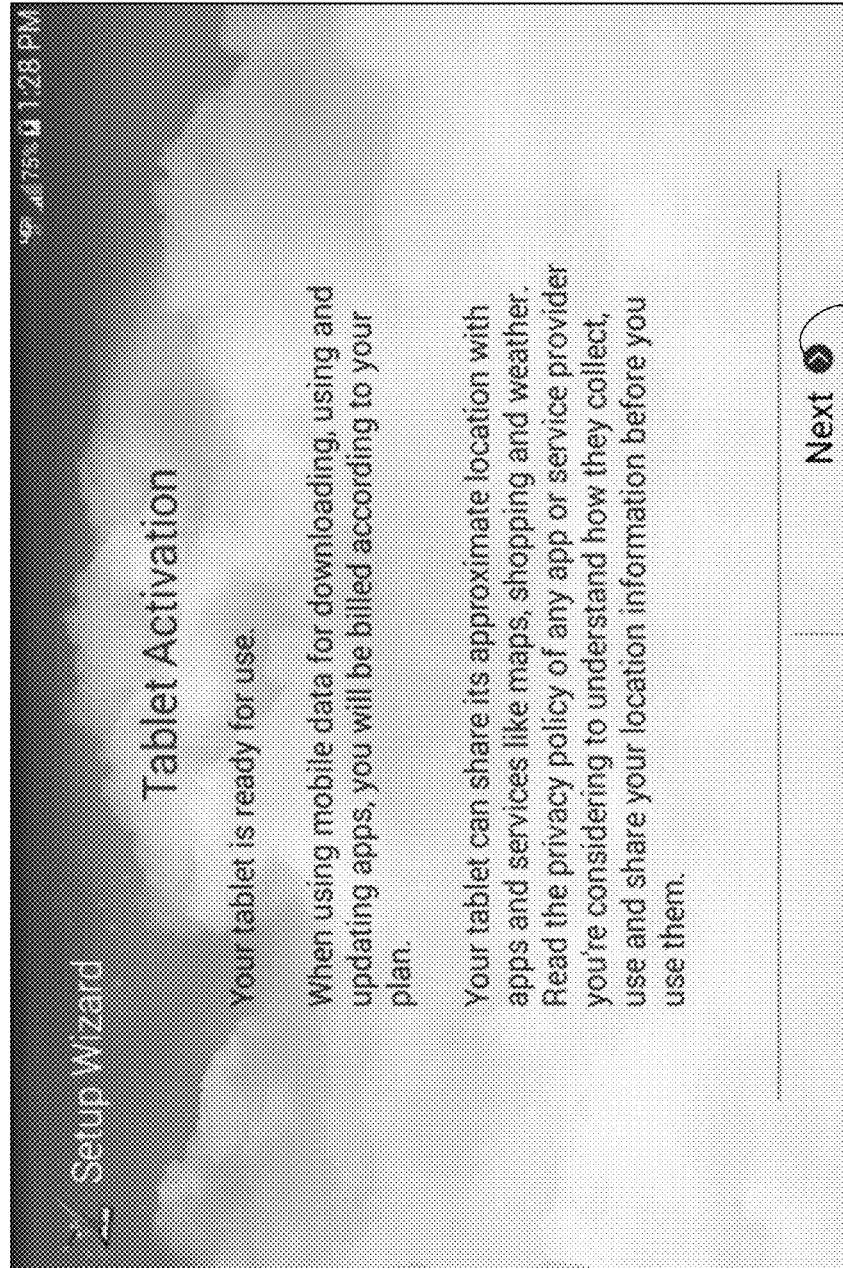 4G 75% 1:28 PM
Setup Wizard
Tablet Activation
Your tablet is ready for use.
When using mobile data for downloading, using and
updating apps, you will be billed according to your
plan.
Your tablet can share its approximate location with
apps and services like maps, shopping and weather.
Read the privacy policy of any app or service provider
you're considering to understand how they collect,
use and share your location information before you
use them.
Next